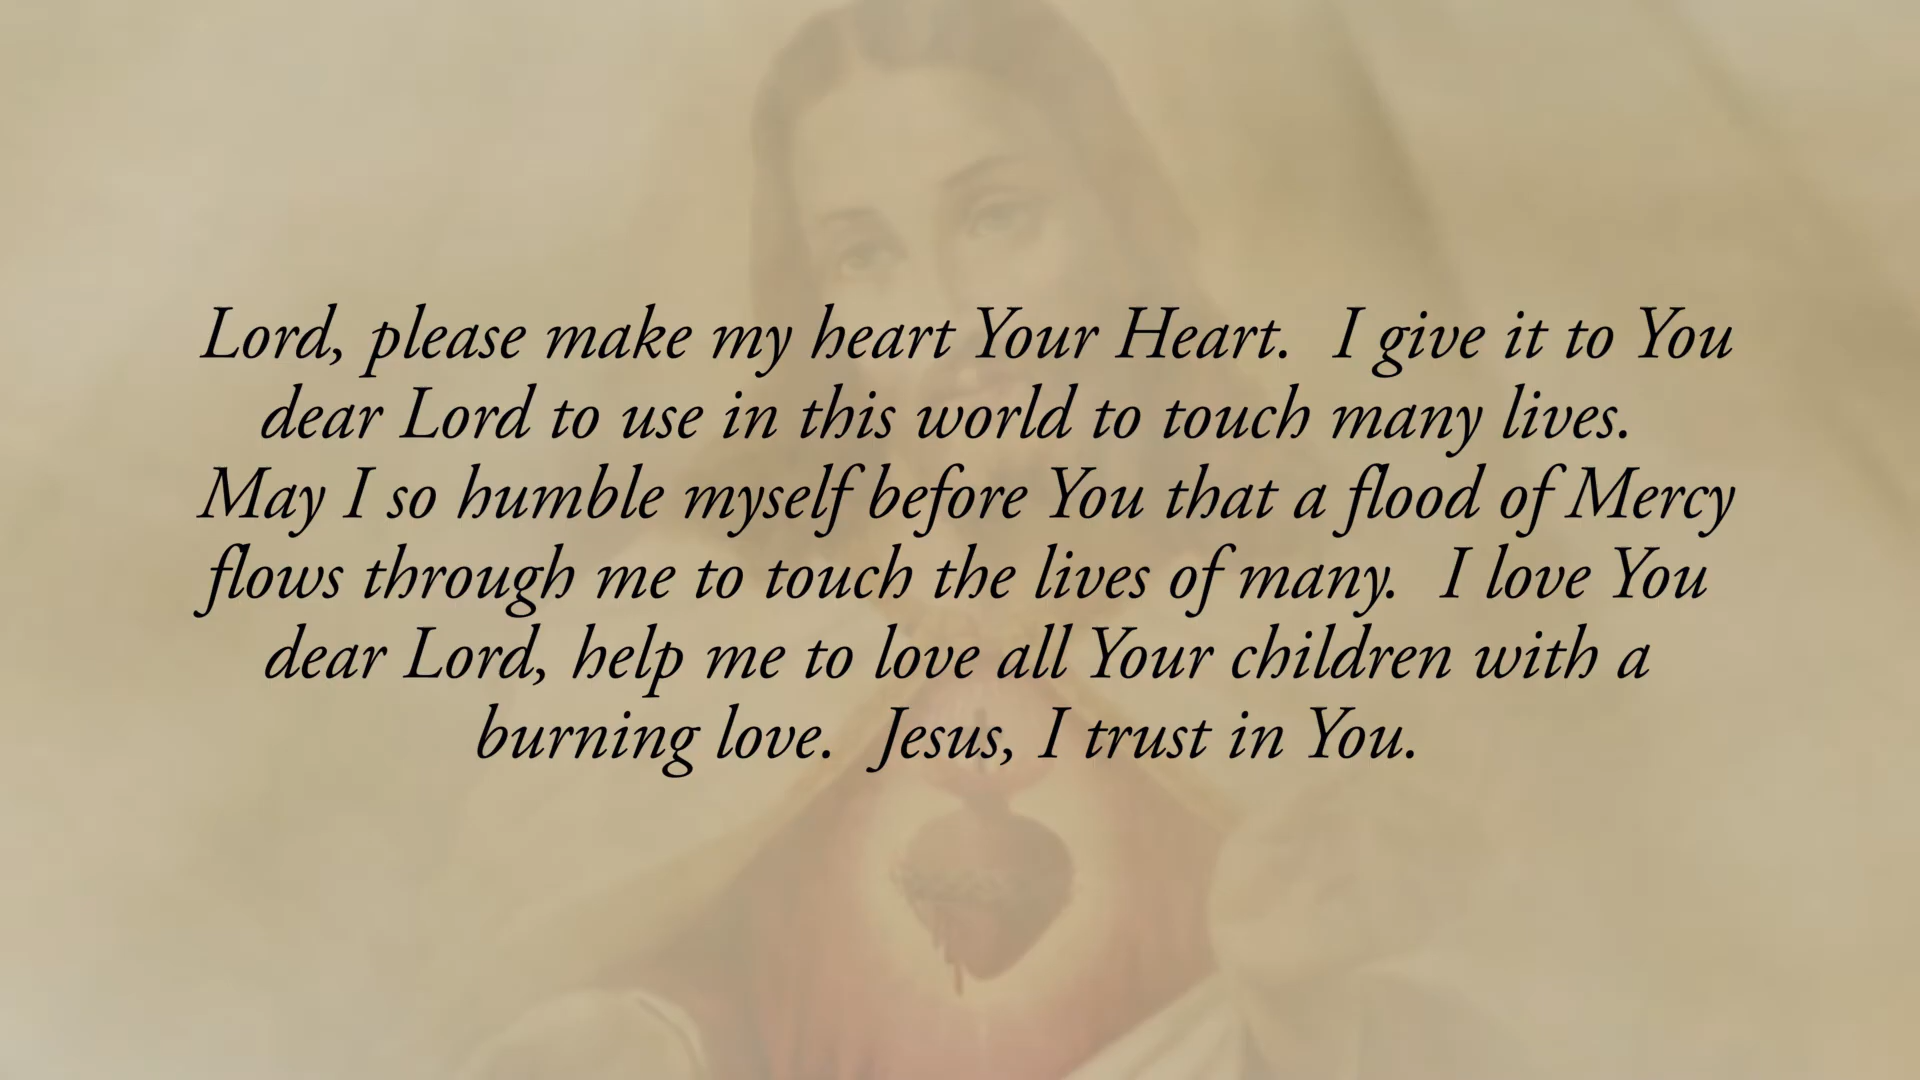 Lord, please make my heart Your Heart.  I give it to You
dear Lord to use in this world to touch many lives.
May I so humble myself before You that a flood of Mercy
flows through me to touch the lives of many.  I love You
dear Lord, help me to love all Your children with a
burning love.  Jesus, I trust in You.